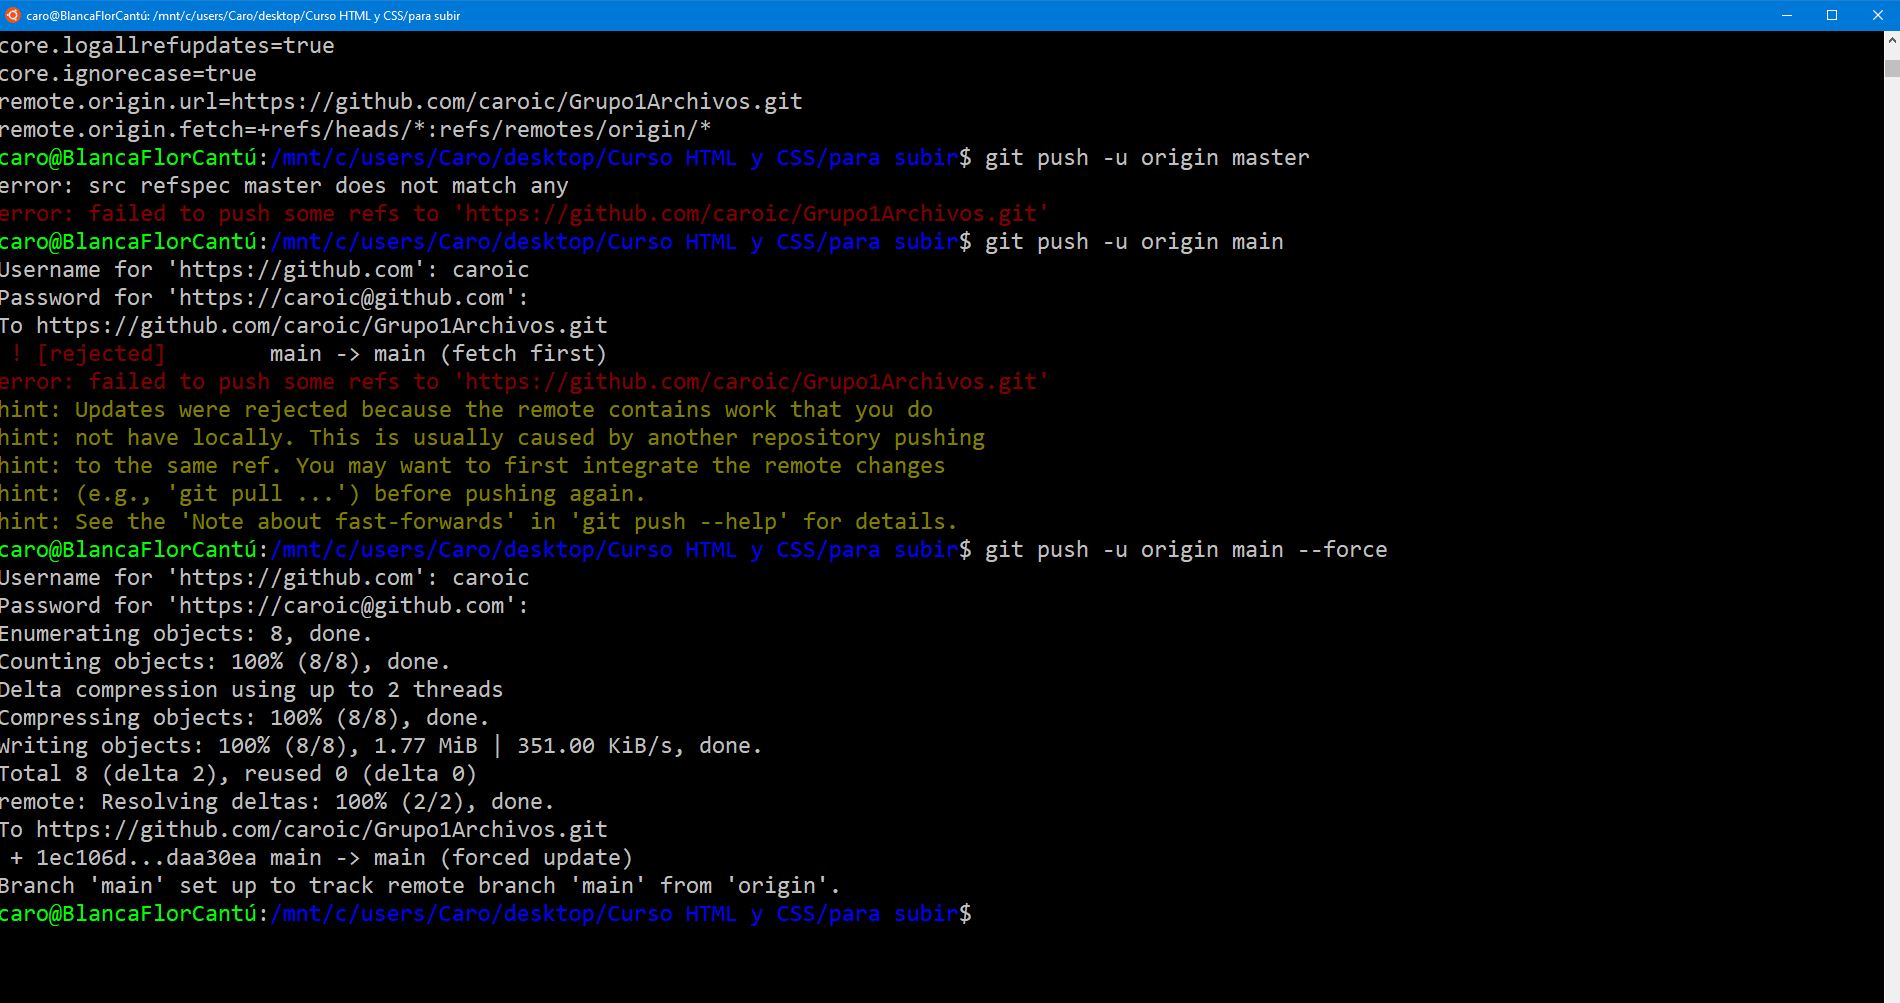 caro@BlancaFlorCantú: /mnt/c/users/Caro/desktop/Curso HTML y CSS/para subir
core.logallrefupdates=true
core.ignorecase=true
remote.origin.url=https://github.com/caroic/Grupo1Archivos.git
remote.origin.fetch=+refs/heads/*:refs/remotes/origin/*
caro@BlancaFlorCantú:/mnt/c/users/Caro/desktop/Curso HTML y CSS/para subir$ git push -u origin master
error: src refspec master does not match any
error: failed to push some refs to 'https://github.com/caroic/Grupo1Archivos.git'
caro@BlancaFlorCantú:/mnt/c/users/Caro/desktop/Curso HTML y CSS/para subir$ git push -u origin main
Username for 'https://github.com': caroic
Password for 'https://caroic@github.com':
To https://github.com/caroic/Grupo1Archivos.git
 ! [rejected]        main -> main (fetch first)
error: failed to push some refs to 'https://github.com/caroic/Grupo1Archivos.git'
hint: Updates were rejected because the remote contains work that you do
hint: not have locally. This is usually caused by another repository pushing
hint: to the same ref. You may want to first integrate the remote changes
hint: (e.g., 'git pull ...') before pushing again.
hint: See the 'Note about fast-forwards' in 'git push --help' for details.
caro@BlancaFlorCantú:/mnt/c/users/Caro/desktop/Curso HTML y CSS/para subir$ git push -u origin main --force
Username for 'https://github.com': caroic
Password for 'https://caroic@github.com':
Enumerating objects: 8, done.
Counting objects: 100% (8/8), done.
Delta compression using up to 2 threads
Compressing objects: 100% (8/8), done.
Writing objects: 100% (8/8), 1.77 MiB | 351.00 KiB/s, done.
Total 8 (delta 2), reused 0 (delta 0)
remote: Resolving deltas: 100% (2/2), done.
To https://github.com/caroic/Grupo1Archivos.git
 + 1ec106d...daa30ea main -> main (forced update)
Branch 'main' set up to track remote branch 'main' from 'origin'.
caro@BlancaFlorCantú:/mnt/c/users/Caro/desktop/Curso HTML y CSS/para subir$